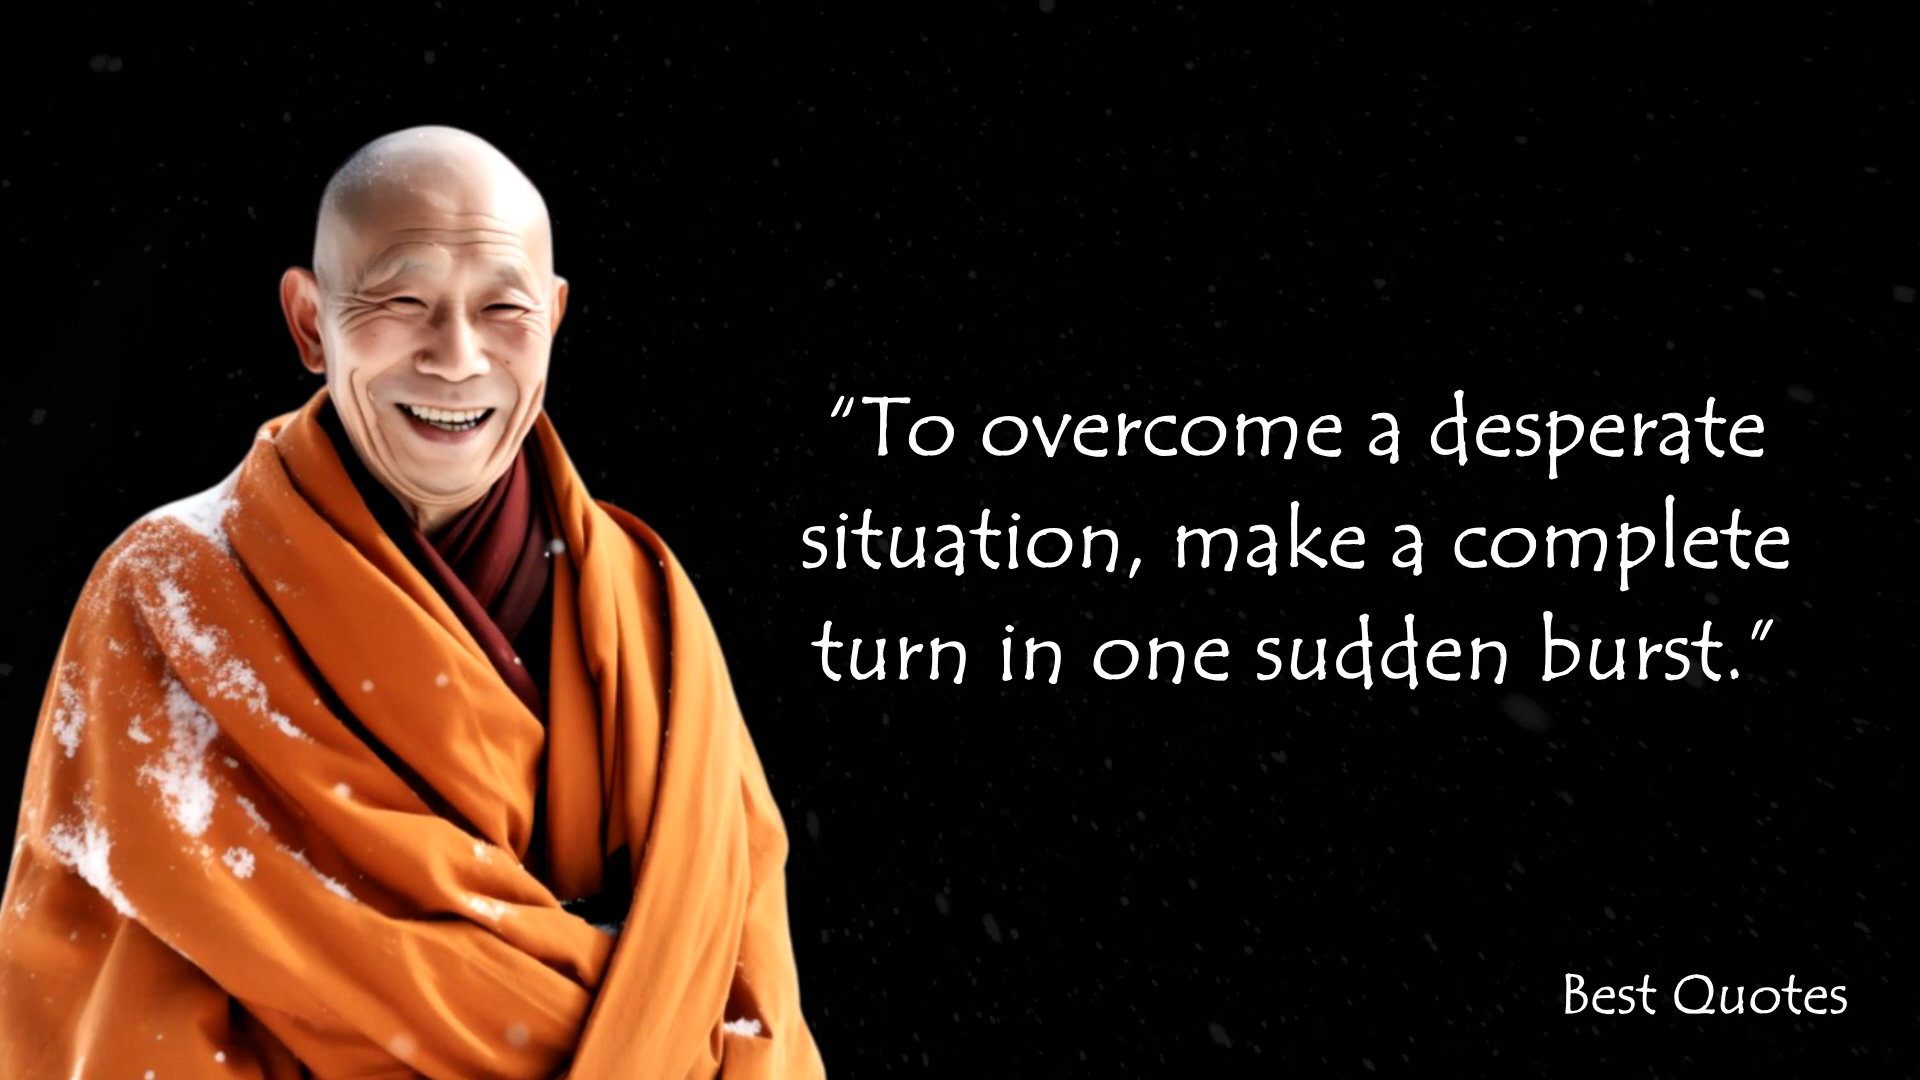 “To overcome a desperate
situation, make a complete
turn in one sudden burst.”
Best Quotes